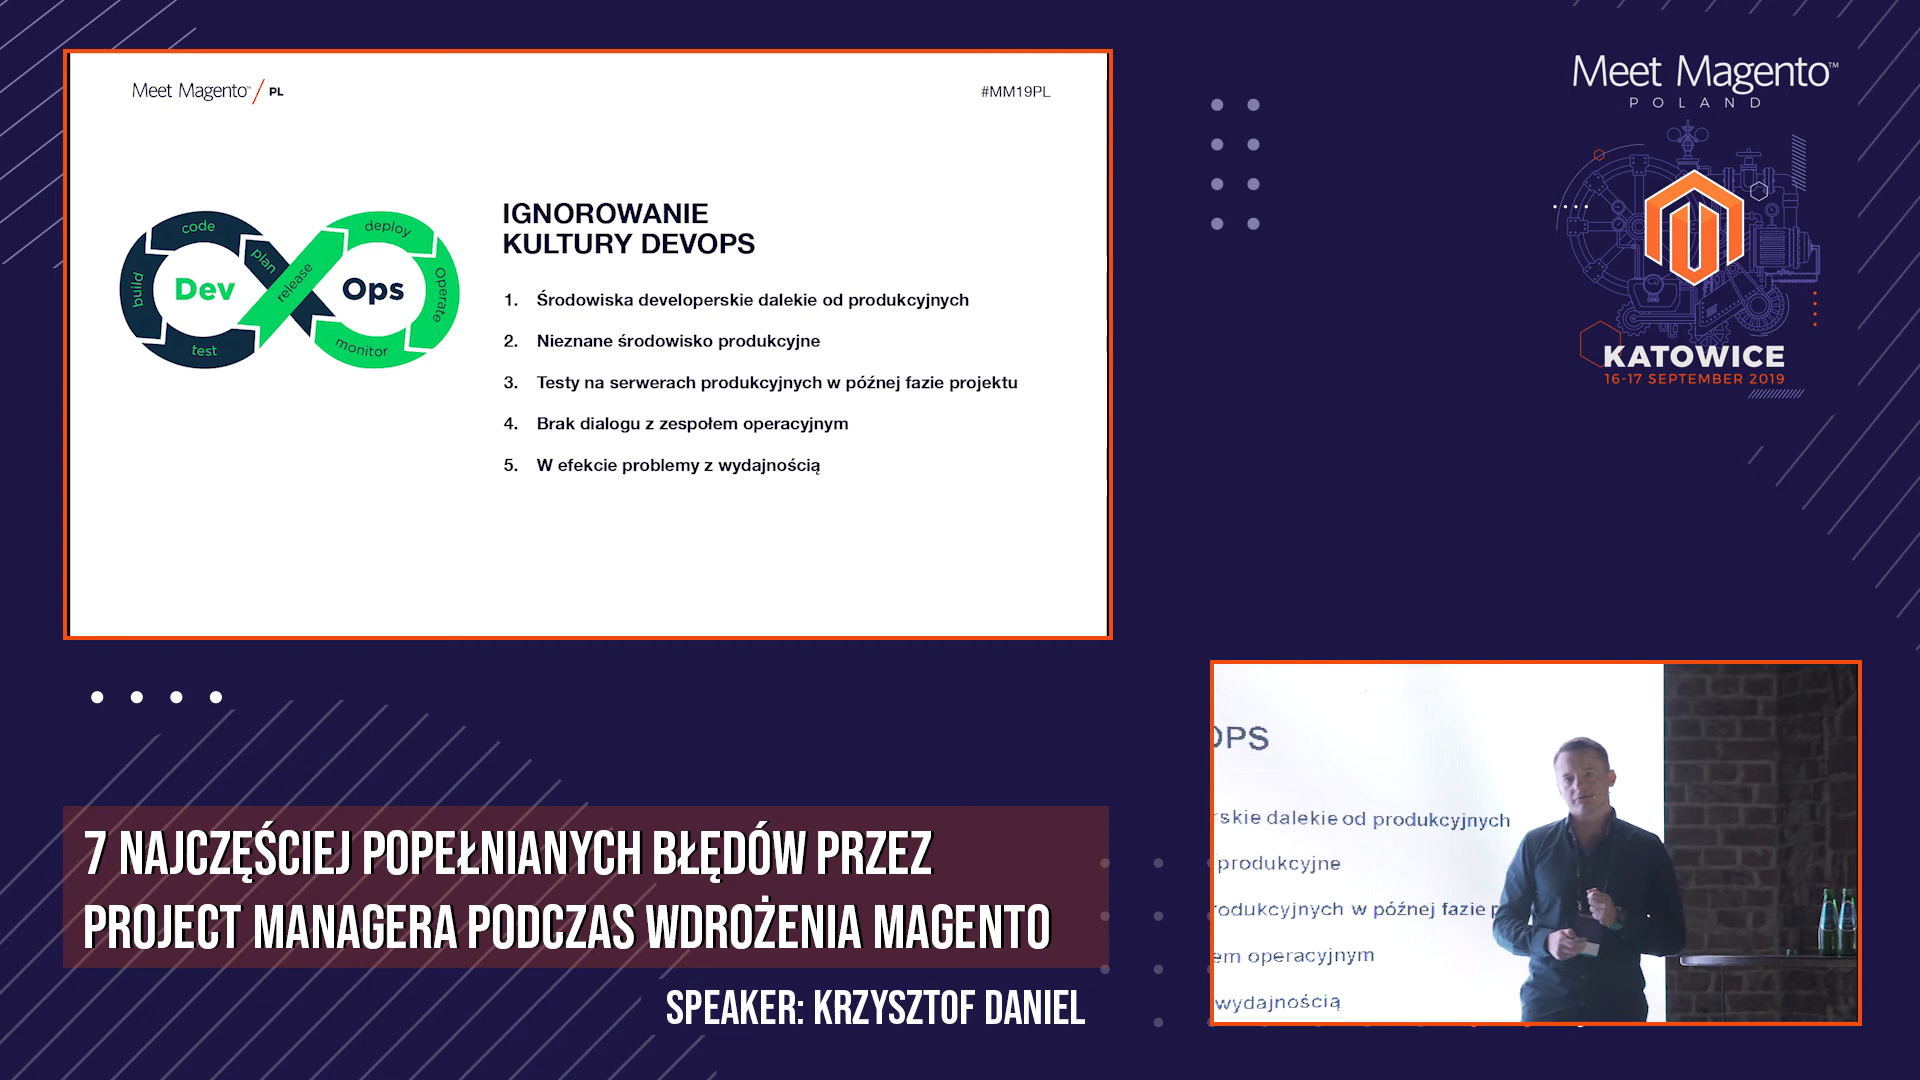 Meet Magento™ / PL
#MM19PL
code
plan
build
test
Dev
release
deploy
Operate
monitor
Ops
IGNOROWANIE
KULTURY DEVOPS
1. Środowiska developerskie dalekie od produkcyjnych
2. Nieznane środowisko produkcyjne
3. Testy na serwerach produkcyjnych w późnej fazie projektu
4. Brak dialogu z zespołem operacyjnym
5. W efekcie problemy z wydajnością
Meet Magento™
POLAND
KATOWICE
16-17 SEPTEMBER 2019
OPS
rskie dalekie od produkcyjnych
produkcyjne
rodukcyjnych w późnej fazie p
em operacyjnym
wydajnością
7 NAJCZĘŚCIEJ POPEŁNIANYCH BŁĘDÓW PRZEZ
PROJECT MANAGERA PODCZAS WDROŻENIA MAGENTO
SPEAKER: KRZYSZTOF DANIEL